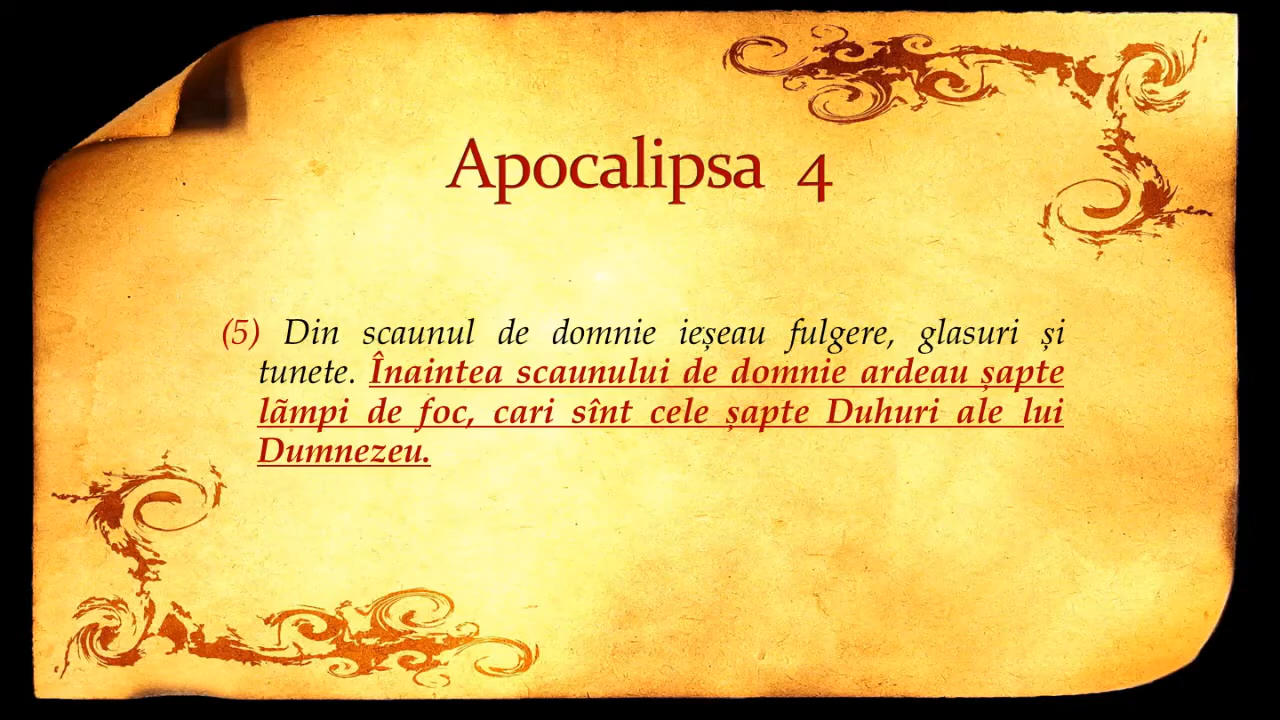 Apocalipsa 4
(5) Din scaunul de domnie ieșeau fulgere, glasuri și
tunete. Înaintea scaunului de domnie ardeau șapte
lãmpi de foc, cari sînt cele șapte Duhuri ale lui
Dumnezeu.